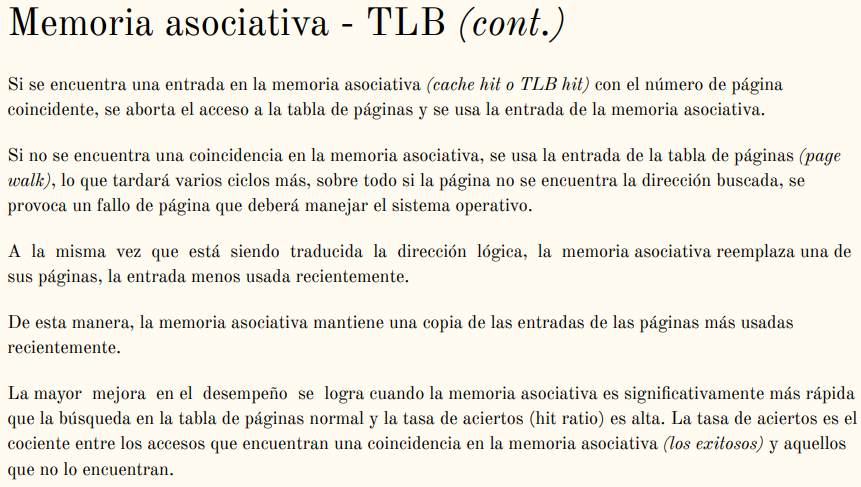 Memoria asociativa - TLB (cont.)
Si se encuentra una entrada en la memoria asociativa (cache hit o TLB hit) con el número de página
coincidente, se aborta el acceso a la tabla de páginas y se usa la entrada de la memoria asociativa.
Si no se encuentra una coincidencia en la memoria asociativa, se usa la entrada de la tabla de páginas (page
walk), lo que tardará varios ciclos más, sobre todo si la página no se encuentra la dirección buscada, se
provoca un fallo de página que deberá manejar el sistema operativo.
A la misma vez que está siendo traducida la dirección lógica, la memoria asociativa reemplaza una de
sus páginas, la entrada menos usada recientemente.
De esta manera, la memoria asociativa mantiene una copia de las entradas de las páginas más usadas
recientemente.
La mayor mejora en el desempeño se logra cuando la memoria asociativa es significativamente más rápida
que la búsqueda en la tabla de páginas normal y la tasa de aciertos (hit ratio) es alta. La tasa de aciertos es el
cociente entre los accesos que encuentran una coincidencia en la memoria asociativa (los exitosos) y aquellos
que no lo encuentran.